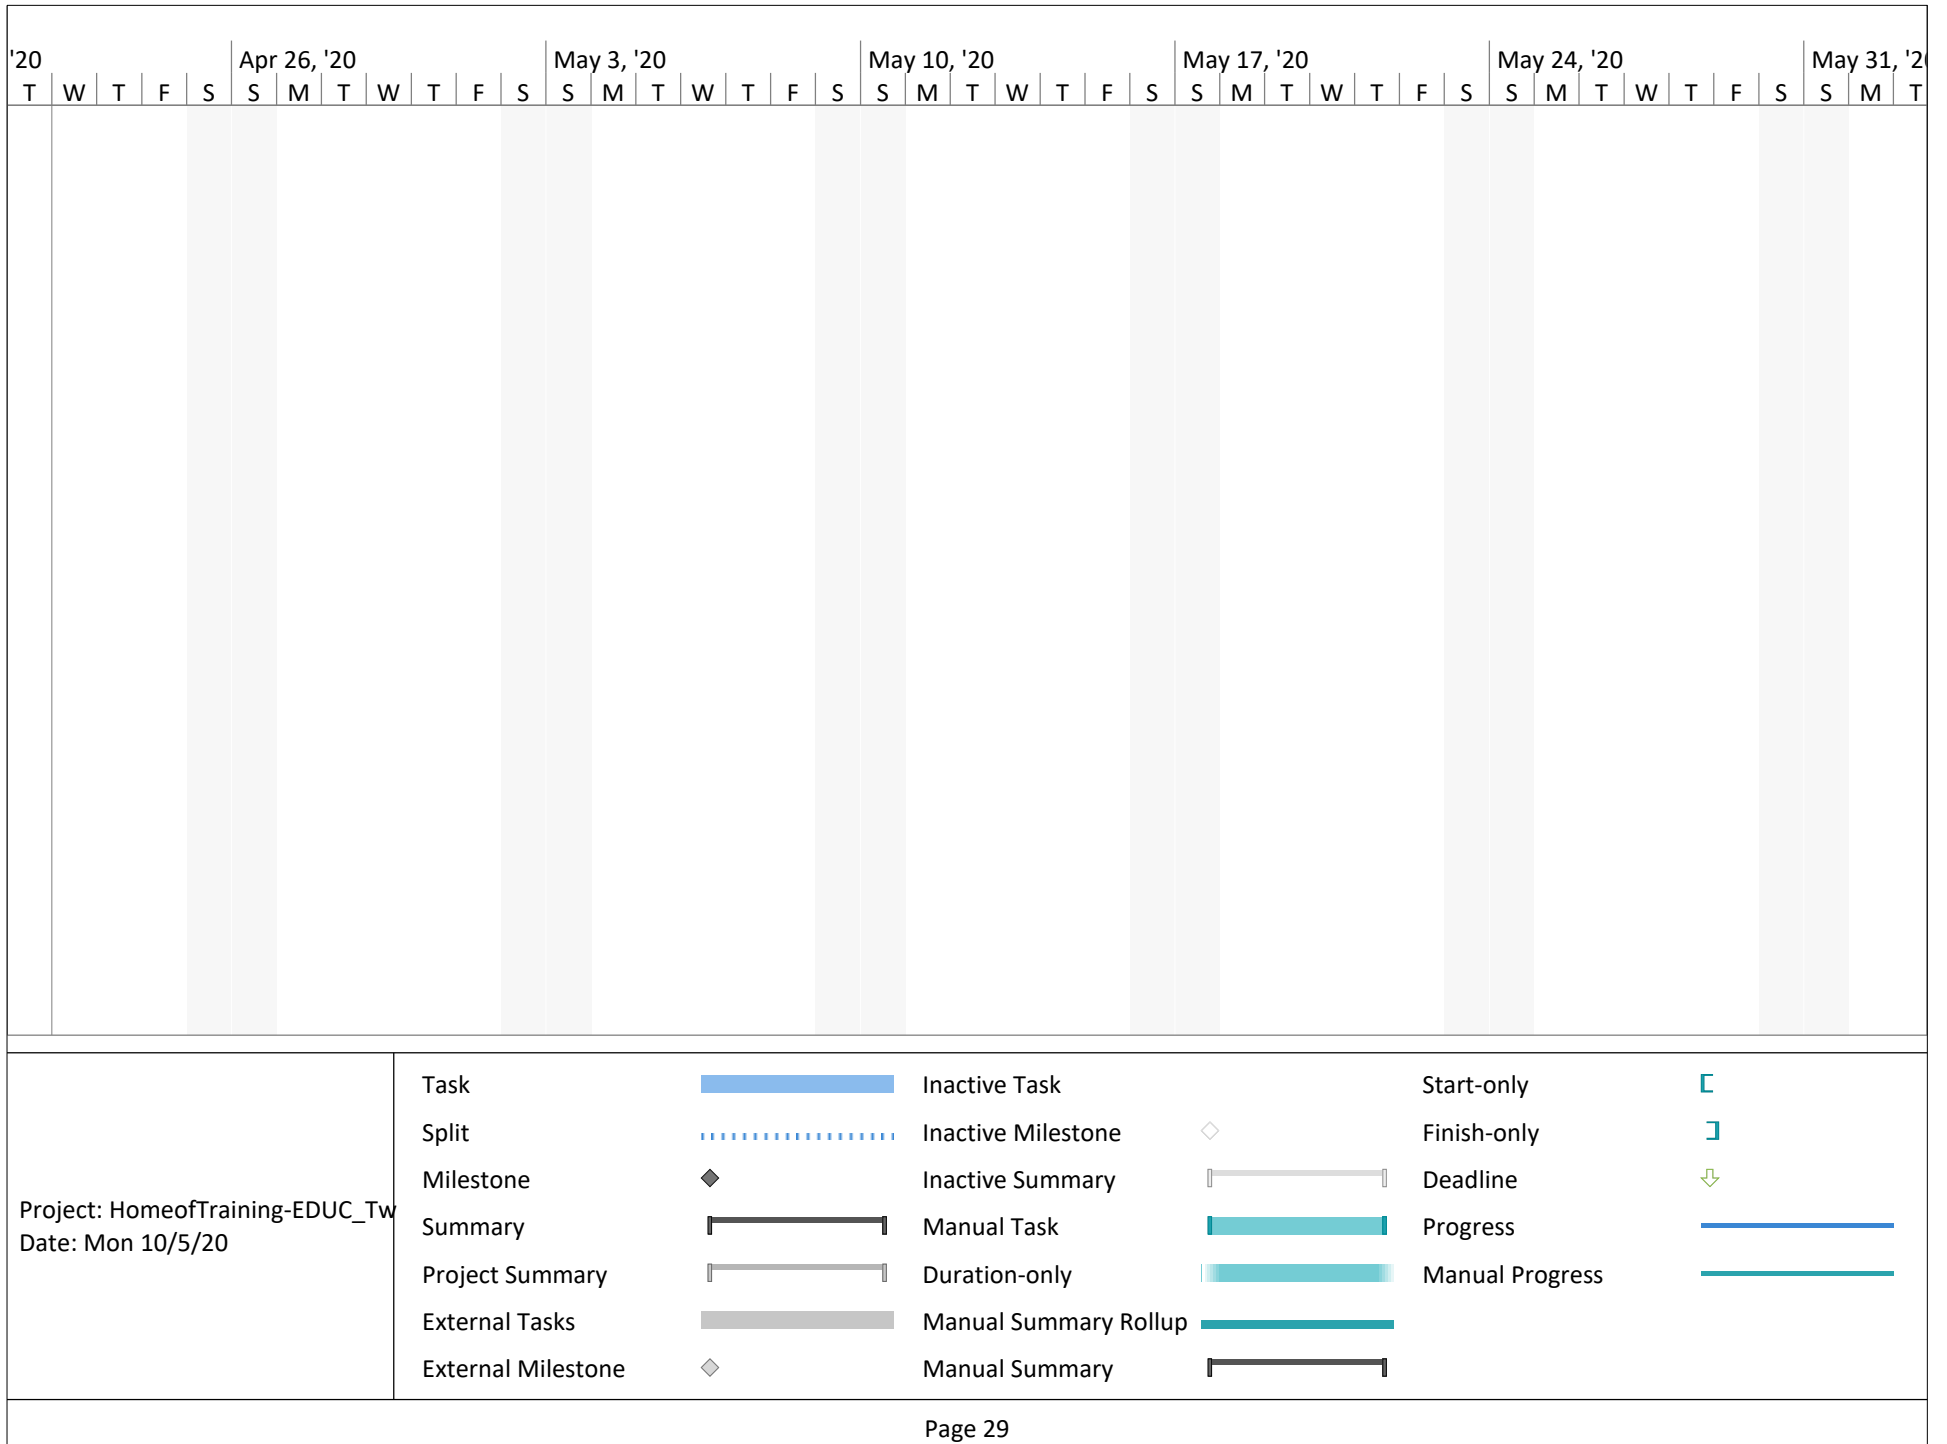 '20 Apr 26, '20 May 3, '20 May 10, '20 May 17, '20 May 24, '20 May 31, '20
T W T F S S M T W T F S S M T W T F S S M T W T F S S M T W T F S S M T W T F S S M T
Task Inactive Task Start-only
Split Inactive Milestone Finish-only
Milestone Inactive Summary Deadline
Project: HomeofTraining-EDUC_Tw
Date: Mon 10/5/20
Summary Manual Task Progress
Project Summary Duration-only Manual Progress
External Tasks Manual Summary Rollup
External Milestone Manual Summary
Page 29